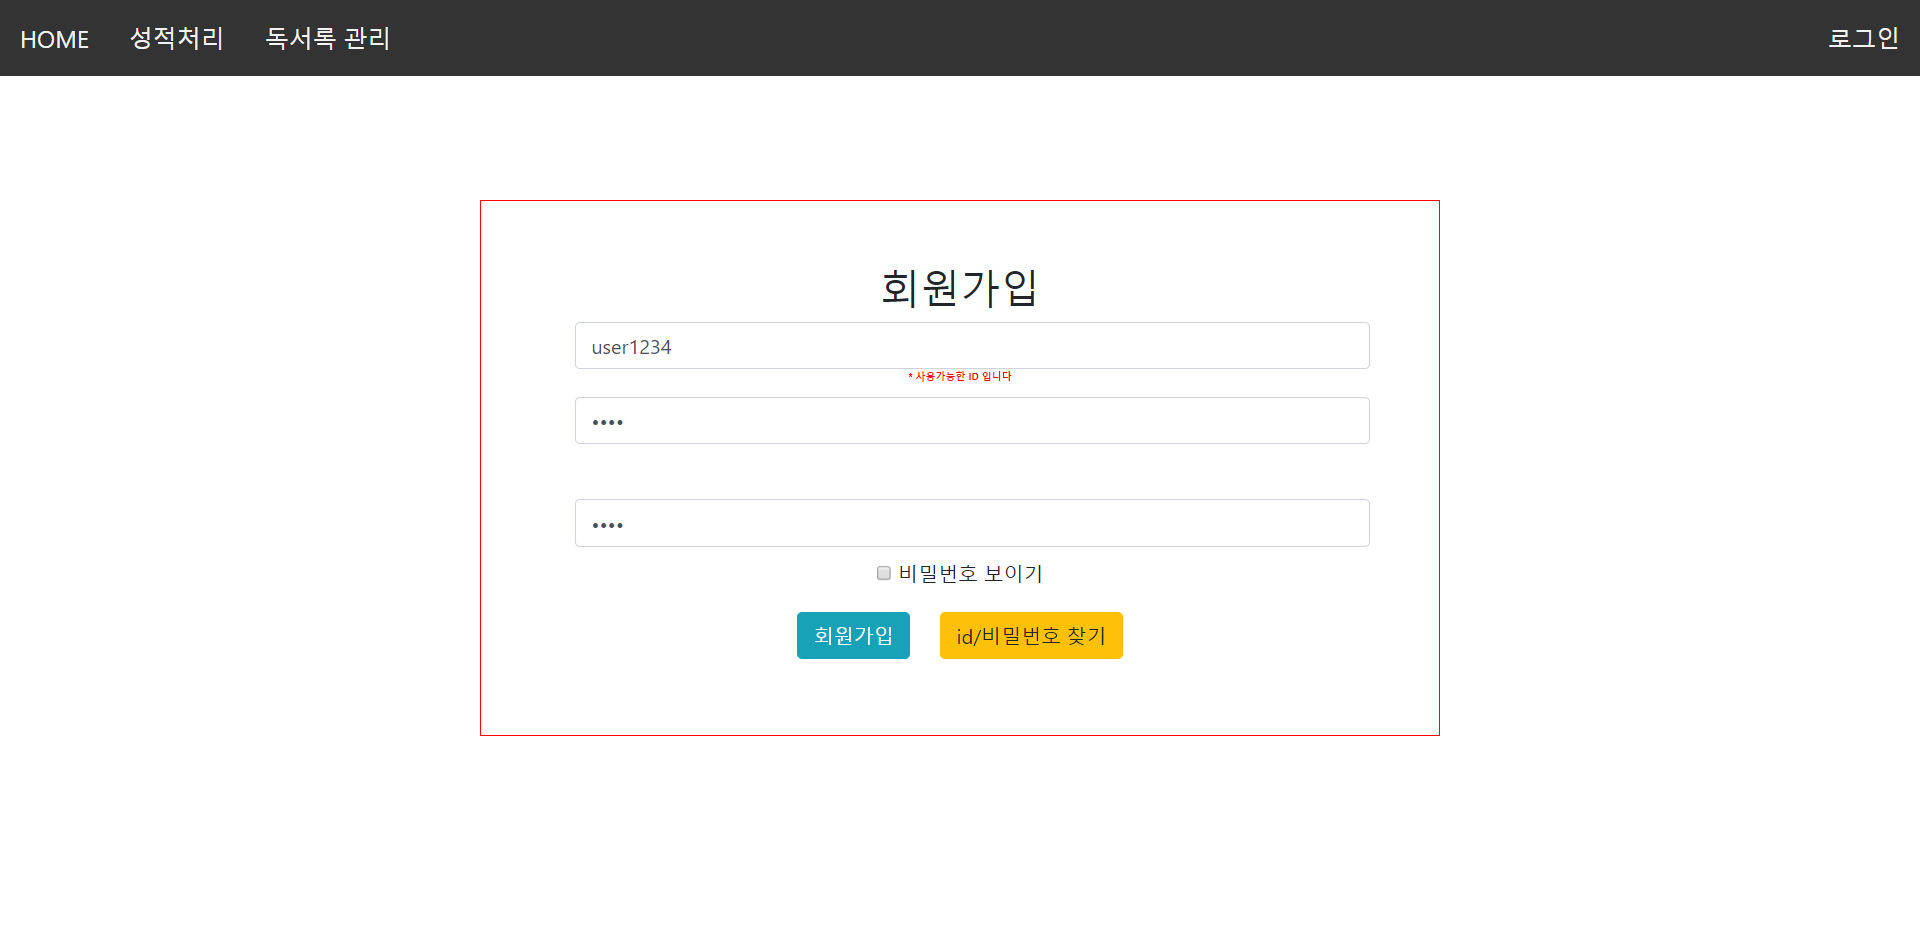 HOME 성적처리 독서록 관리 로그인
회원가입
user1234
* 사용가능한 ID 입니다
••••
••••
비밀번호 보이기
회원가입 id/비밀번호 찾기